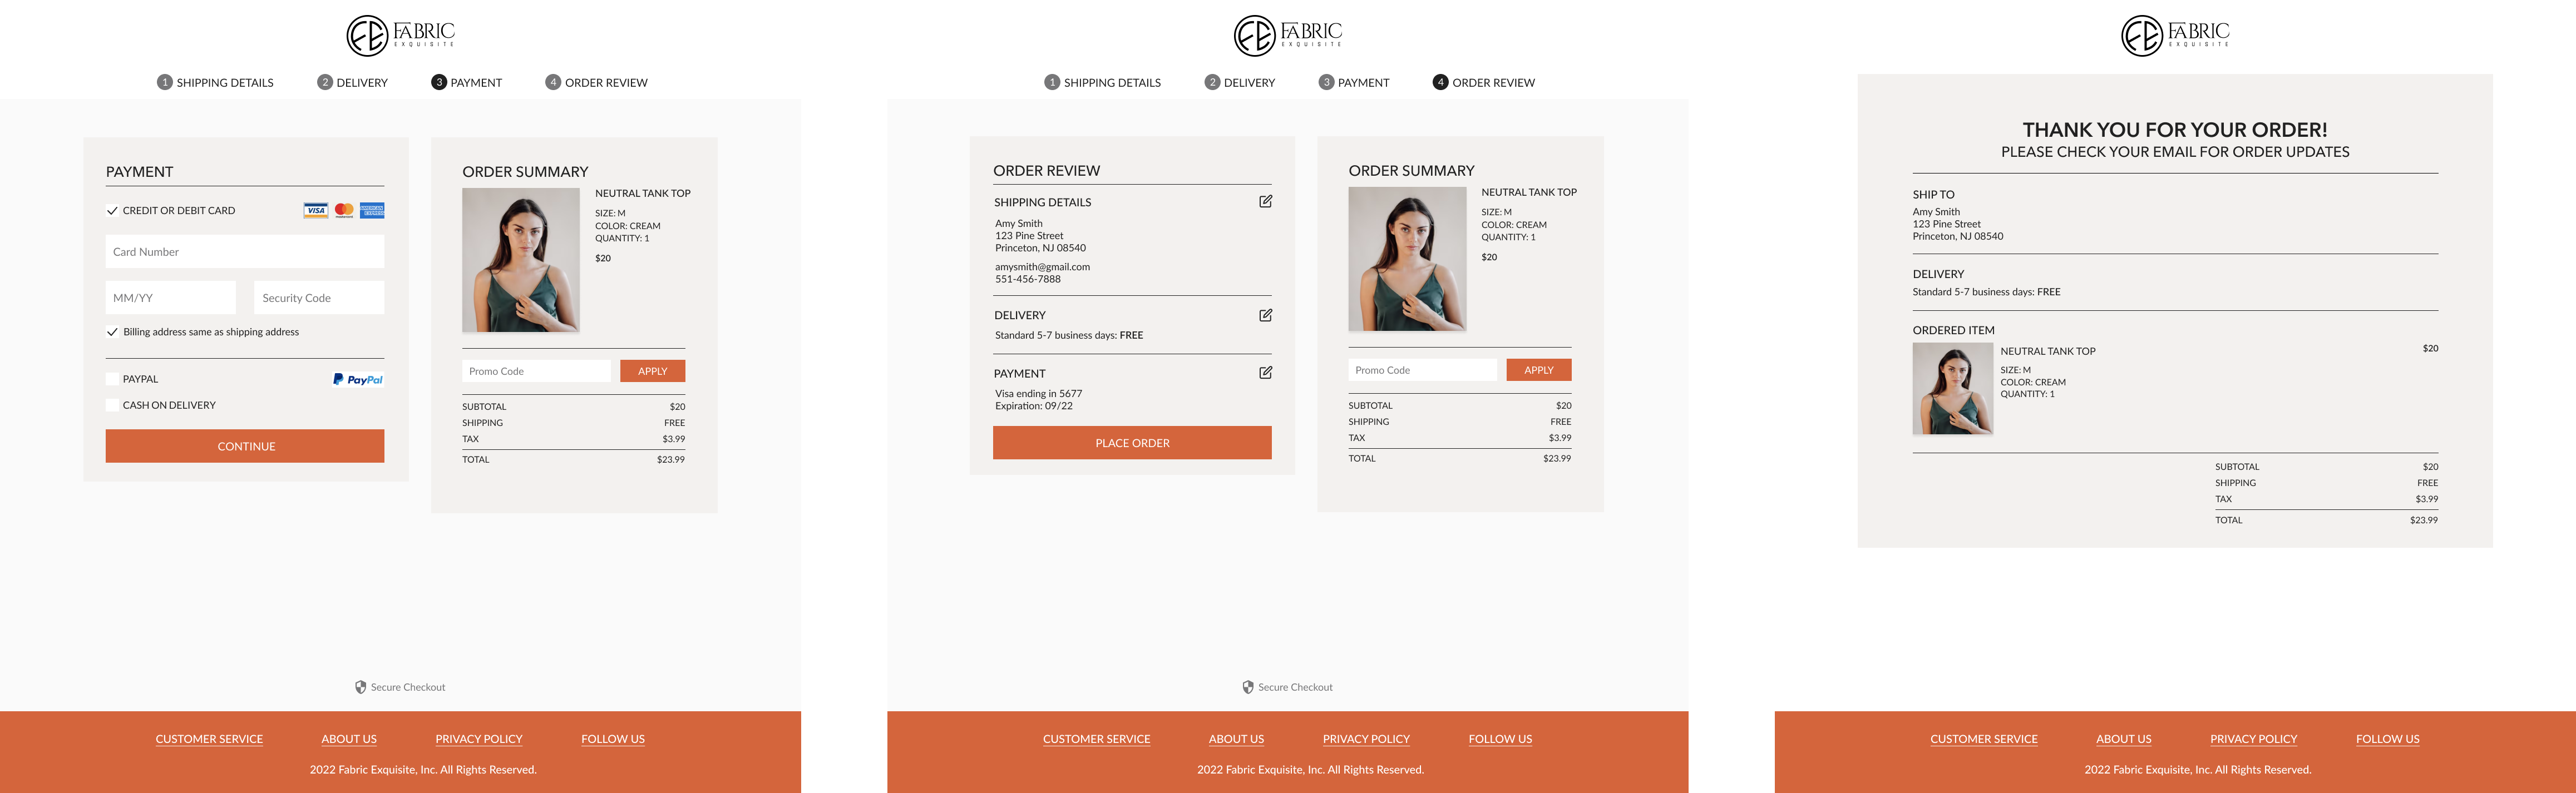 FE FABRIC
EXQUISITE
1 SHIPPING DETAILS 2 DELIVERY 3 PAYMENT 4 ORDER REVIEW
PAYMENT
CREDIT OR DEBIT CARD VISA mastercard AMERICAN EXPRESS
Card Number
MM/YY Security Code
Billing address same as shipping address
PAYPAL PayPal
CASH ON DELIVERY
CONTINUE
ORDER SUMMARY
NEUTRAL TANK TOP
SIZE: M
COLOR: CREAM
QUANTITY: 1
$20
Promo Code APPLY
SUBTOTAL $20
SHIPPING FREE
TAX $3.99
TOTAL $23.99
Secure Checkout
CUSTOMER SERVICE ABOUT US PRIVACY POLICY FOLLOW US
2022 Fabric Exquisite, Inc. All Rights Reserved.
FE FABRIC
EXQUISITE
1 SHIPPING DETAILS 2 DELIVERY 3 PAYMENT 4 ORDER REVIEW
ORDER REVIEW
SHIPPING DETAILS
Amy Smith
123 Pine Street
Princeton, NJ 08540
amysmith@gmail.com
551-456-7888
DELIVERY
Standard 5-7 business days: FREE
PAYMENT
Visa ending in 5677
Expiration: 09/22
PLACE ORDER
ORDER SUMMARY
NEUTRAL TANK TOP
SIZE: M
COLOR: CREAM
QUANTITY: 1
$20
Promo Code APPLY
SUBTOTAL $20
SHIPPING FREE
TAX $3.99
TOTAL $23.99
Secure Checkout
CUSTOMER SERVICE ABOUT US PRIVACY POLICY FOLLOW US
2022 Fabric Exquisite, Inc. All Rights Reserved.
FE FABRIC
EXQUISITE
THANK YOU FOR YOUR ORDER!
PLEASE CHECK YOUR EMAIL FOR ORDER UPDATES
SHIP TO
Amy Smith
123 Pine Street
Princeton, NJ 08540
DELIVERY
Standard 5-7 business days: FREE
ORDERED ITEM
NEUTRAL TANK TOP $20
SIZE: M
COLOR: CREAM
QUANTITY: 1
SUBTOTAL $20
SHIPPING FREE
TAX $3.99
TOTAL $23.99
CUSTOMER SERVICE ABOUT US PRIVACY POLICY FOLLOW US
2022 Fabric Exquisite, Inc. All Rights Reserved.